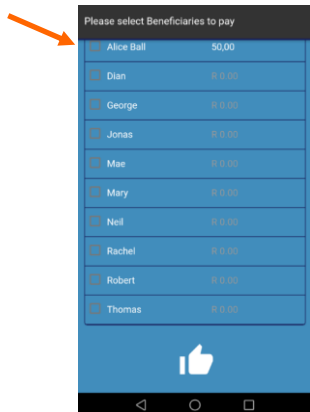 Please select Beneficiaries to pay
Alice Ball 50,00
Dian R 0.00
George R 0.00
Jonas R 0.00
Mae R 0.00
Mary R 0.00
Neil R 0.00
Rachel R 0.00
Robert R 0.00
Thomas R 0.00